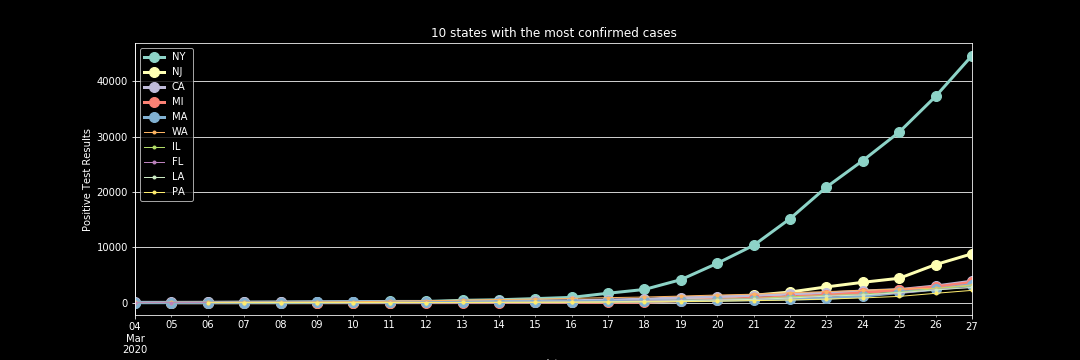 10 states with the most confirmed cases
Positive Test Results
40000
30000
20000
10000
0
NY
NJ
CA
MI
MA
WA
IL
FL
LA
PA
04 05 06 07 08 09 10 11 12 13 14 15 16 17 18 19 20 21 22 23 24 25 26 27
Mar
2020